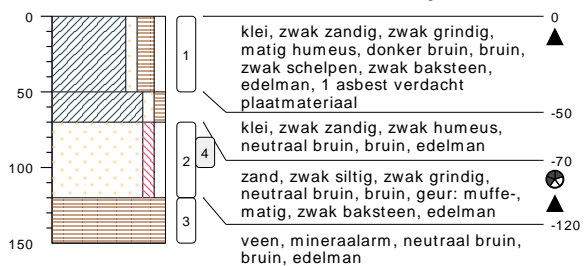 0
50
100
150
1
2
4
3
klei, zwak zandig, zwak grindig,
matig humeus, donker bruin, bruin,
zwak schelpen, zwak baksteen,
edelman, 1 asbest verdacht
plaatmateriaal
klei, zwak zandig, zwak humeus,
neutraal bruin, bruin, edelman
zand, zwak siltig, zwak grindig,
neutraal bruin, bruin, geur: muffe-,
matig, zwak baksteen, edelman
veen, mineraalarm, neutraal bruin,
bruin, edelman
0
-50
-70
-120